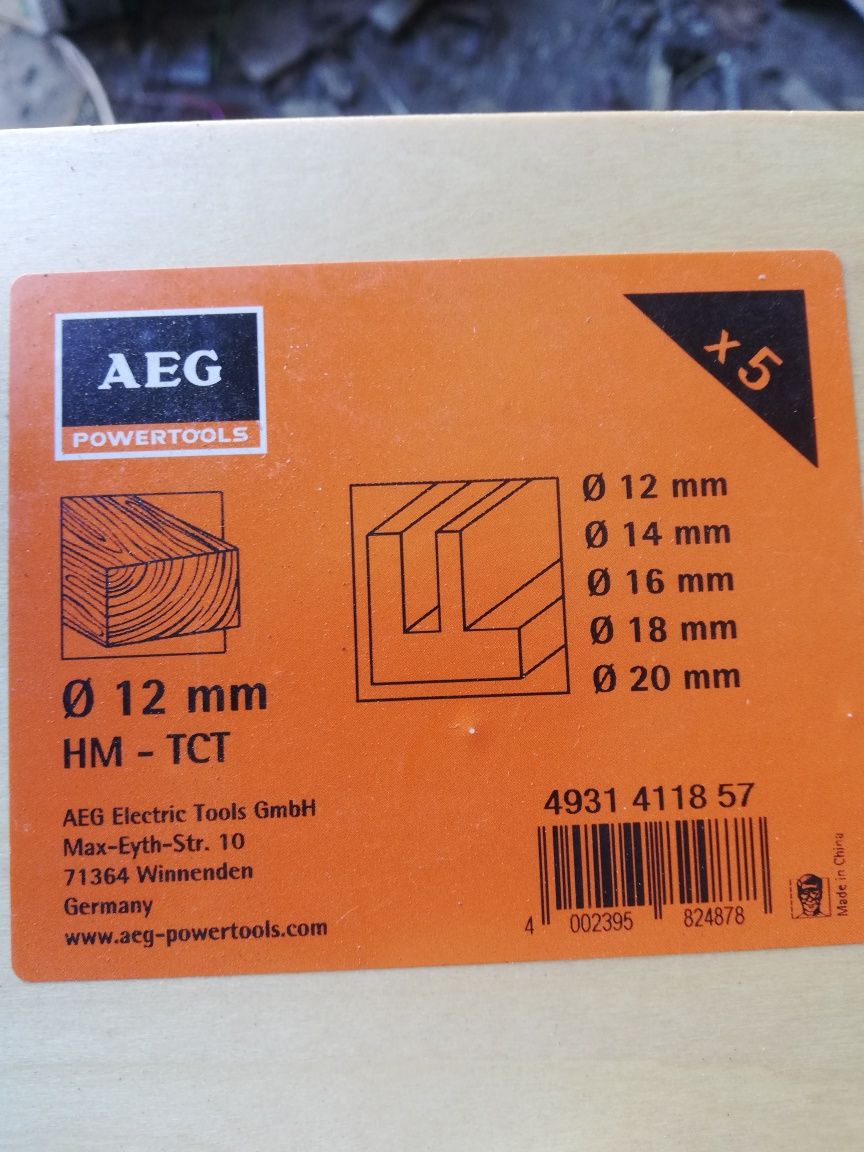 AEG
POWERTOOLS
x 5
Ø 12 mm
Ø 14 mm
Ø 16 mm
Ø 18 mm
Ø 20 mm
Ø 12 mm
HM - TCT
AEG Electric Tools GmbH
Max-Eyth-Str. 10
71364 Winnenden
Germany
www.aeg-powertools.com
4931 4118 57
4 002395 824878
Made in China